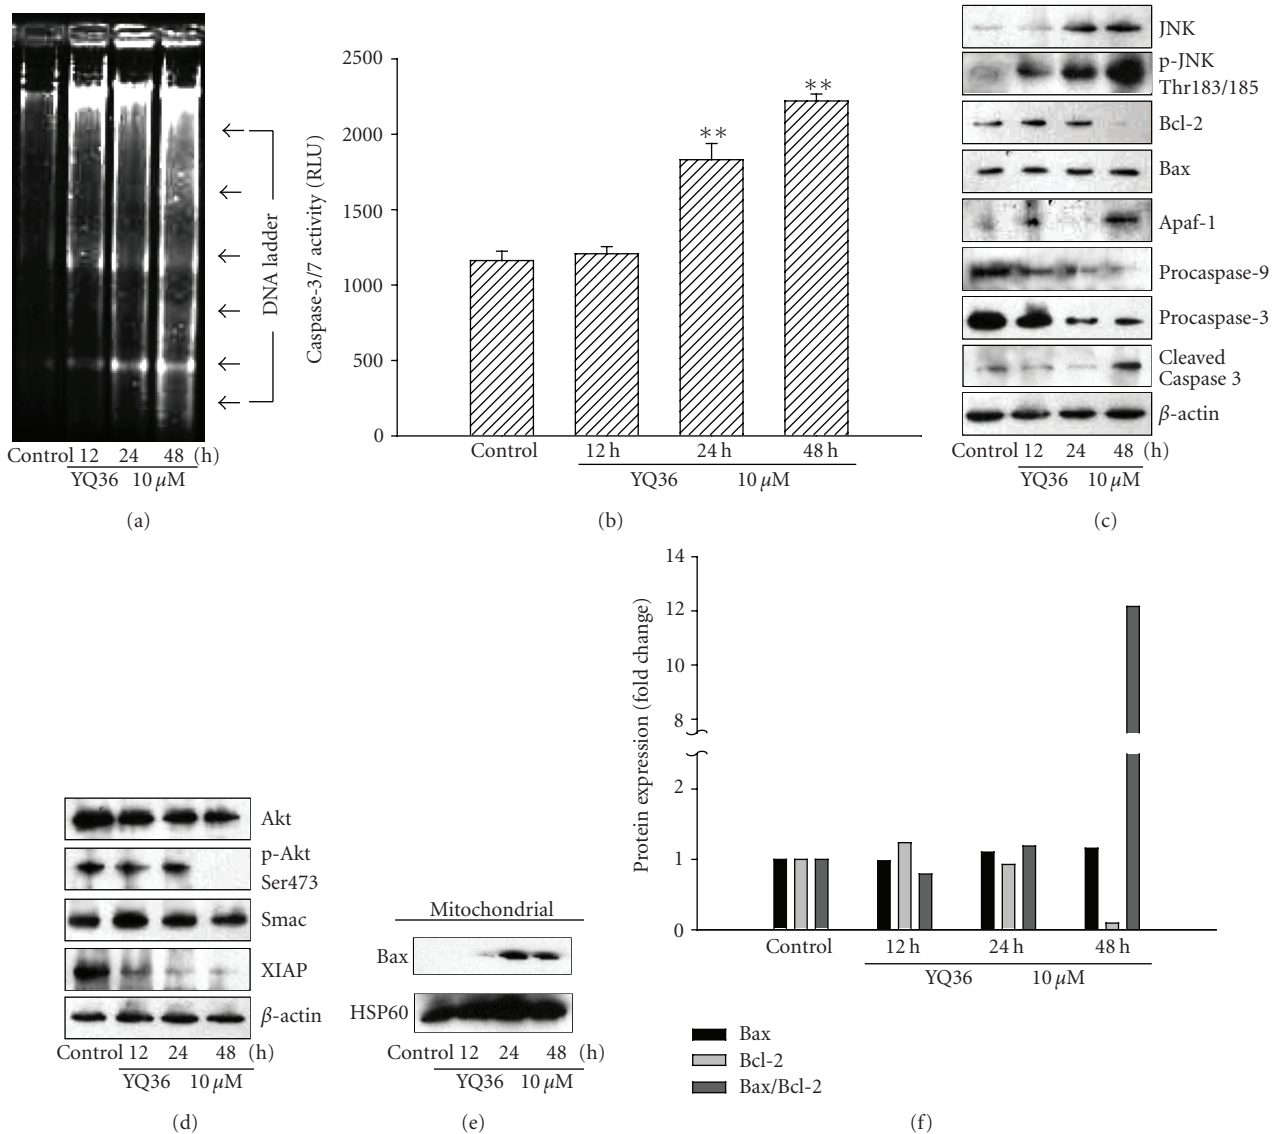 DNA ladder
Control 12 24 48 (h)
YQ36 10 μM
(a)
Caspase-3/7 activity (RLU)
2500
2000
1500
1000
500
0
**
**
Control 12 h 24 h 48 h
YQ36 10 μM
(b)
JNK
p-JNK
Thr183/185
Bcl-2
Bax
Apaf-1
Procaspase-9
Procaspase-3
Cleaved
Caspase 3
β-actin
Control 12 24 48 (h)
YQ36 10 μM
(c)
Akt
p-Akt
Ser473
Smac
XIAP
β-actin
Control 12 24 48 (h)
YQ36 10 μM
(d)
Mitochondrial
Bax
HSP60
Control 12 24 48 (h)
YQ36 10 μM
(e)
Protein expression (fold change)
14
12
10
8
2
1
0
Control 12 h 24 h 48 h
YQ36 10 μM
Bax
Bcl-2
Bax/Bcl-2
(f)